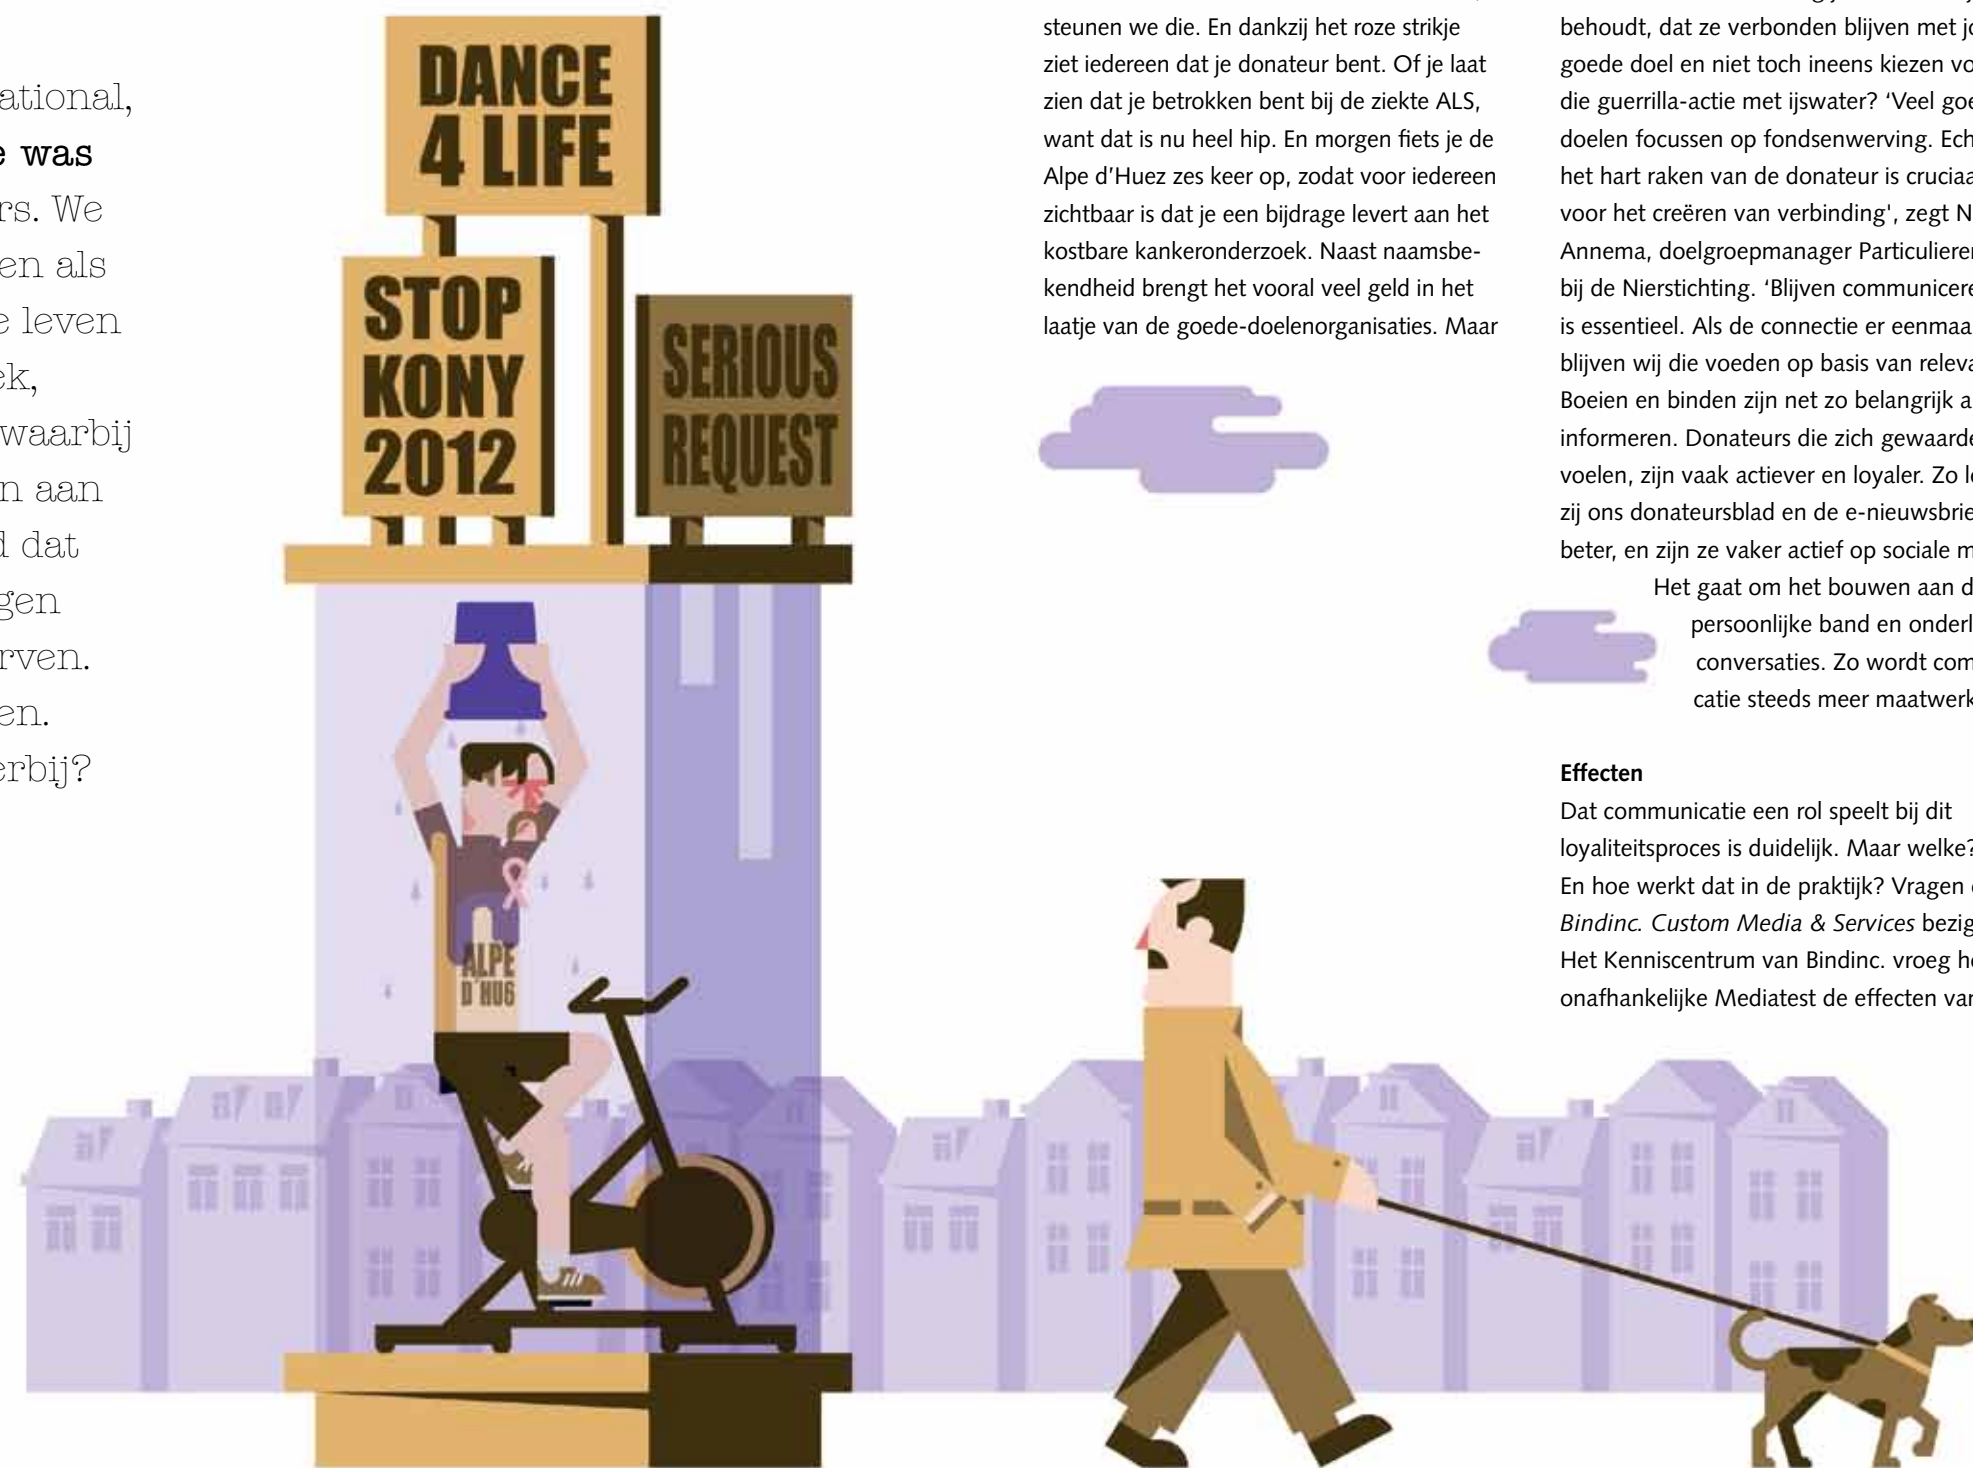 ational,
e was
rs. We
en als
e leven
ek,
waarbij
n aan
d dat
gen
rven.
en.
erbij?
DANCE
4 LIFE
STOP
KONY
2012
SERIOUS
REQUEST
ALPE
D'HUS
steunen we die. En dankzij het roze strikje
ziet iedereen dat je donateur bent. Of je laat
zien dat je betrokken bent bij de ziekte ALS,
want dat is nu heel hip. En morgen fiets je de
Alpe d'Huez zes keer op, zodat voor iedereen
zichtbaar is dat je een bijdrage levert aan het
kostbare kankeronderzoek. Naast naamsbe-
kendheid brengt het vooral veel geld in het
laatje van de goede-doelenorganisaties. Maar
behoudt, dat ze verbonden blijven met j
goede doel en niet toch ineens kiezen vo
die guerrilla-actie met ijswater? ‘Veel goe
doelen focussen op fondsenwerving. Ech
het hart raken van de donateur is cruciaa
voor het creëren van verbinding', zegt N
Annema, doelgroepmanager Particulieren
bij de Nierstichting. ‘Blijven communicere
is essentieel. Als de connectie er eenmaa
blijven wij die voeden op basis van releva
Boeien en binden zijn net zo belangrijk a
informeren. Donateurs die zich gewaarde
voelen, zijn vaak actiever en loyaler. Zo l
zij ons donateursblad en de e-nieuwsbrie
beter, en zijn ze vaker actief op sociale m
Het gaat om het bouwen aan d
persoonlijke band en onderl
conversaties. Zo wordt com
catie steeds meer maatwerk
Effecten
Dat communicatie een rol speelt bij dit
loyaliteitsproces is duidelijk. Maar welke?
En hoe werkt dat in de praktijk? Vragen
Bindinc. Custom Media & Services bezig
Het Kenniscentrum van Bindinc. vroeg he
onafhankelijke Mediatest de effecten van